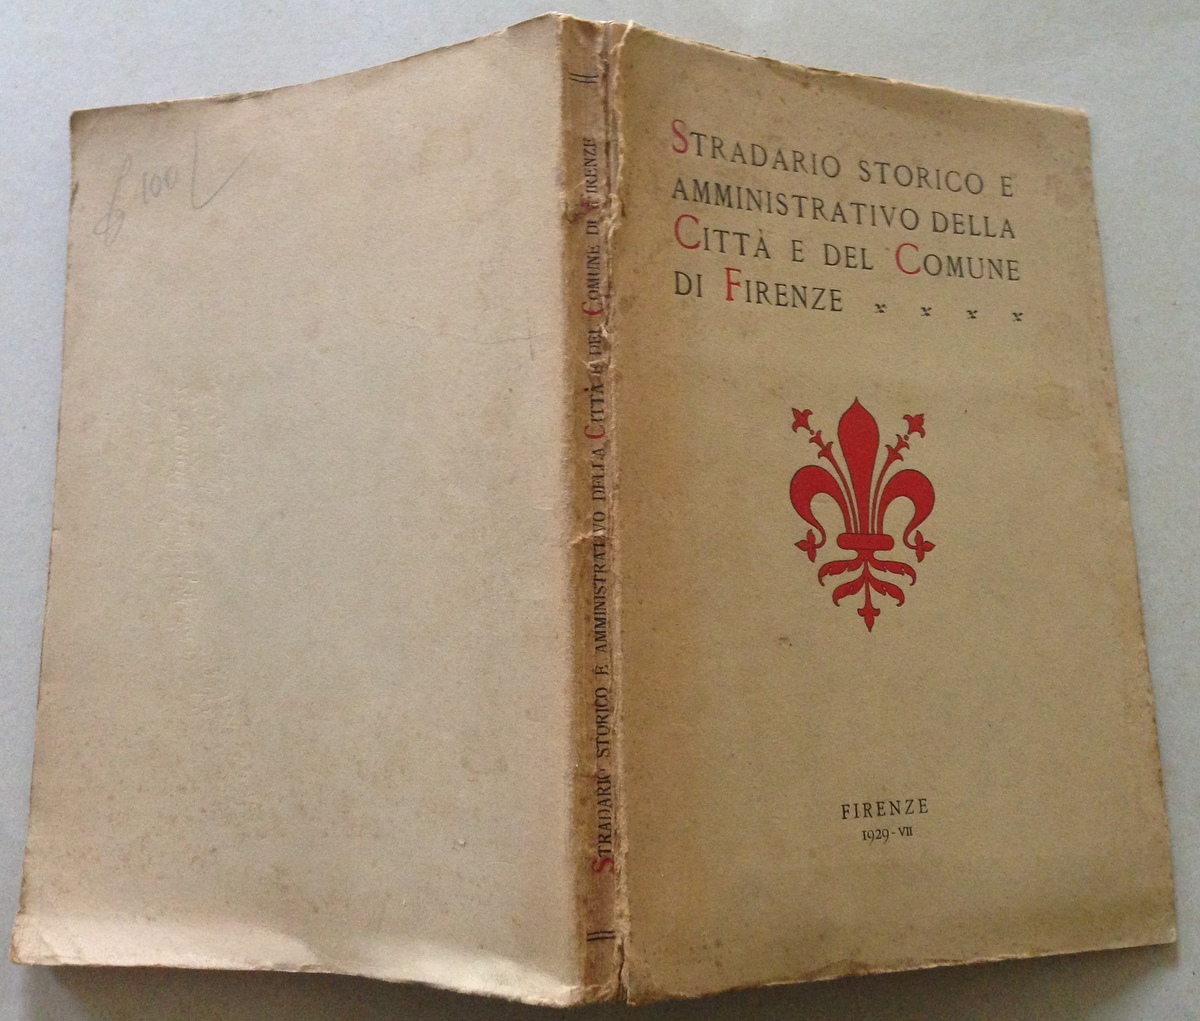 STRADARIO STORICO E
AMMINISTRATIVO DELLA
CITTÀ E DEL COMUNE
DI FIRENZE
FIRENZE
1929-VII
STRADARIO STORICO E AMMINISTRATIVO DELLA CITTÀ E DEL COMUNE DI FIRENZE
100